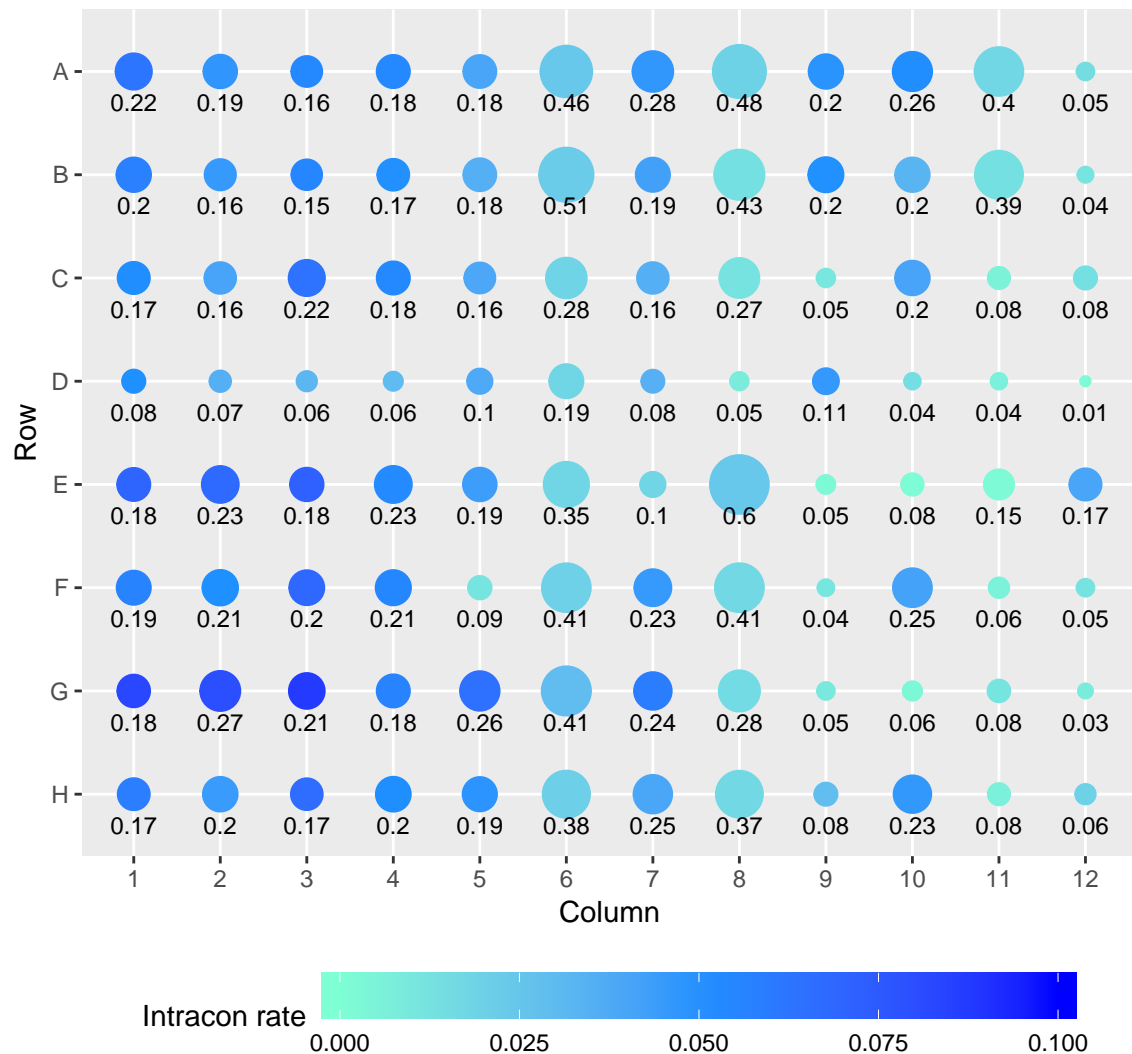 A
0.22 0.19 0.16 0.18 0.18 0.46 0.28 0.48 0.2 0.26 0.4 0.05
B
0.2 0.16 0.15 0.17 0.18 0.51 0.19 0.43 0.2 0.2 0.39 0.04
C
0.17 0.16 0.22 0.18 0.16 0.28 0.16 0.27 0.05 0.2 0.08 0.08
D
0.08 0.07 0.06 0.06 0.1 0.19 0.08 0.05 0.11 0.04 0.04 0.01
Row
E
0.18 0.23 0.18 0.23 0.19 0.35 0.1 0.6 0.05 0.08 0.15 0.17
F
0.19 0.21 0.2 0.21 0.09 0.41 0.23 0.41 0.04 0.25 0.06 0.05
G
0.18 0.27 0.21 0.18 0.26 0.41 0.24 0.28 0.05 0.06 0.08 0.03
H
0.17 0.2 0.17 0.2 0.19 0.38 0.25 0.37 0.08 0.23 0.08 0.06
1 2 3 4 5 6 7 8 9 10 11 12
Column
Intracon rate
0.000 0.025 0.050 0.075 0.100